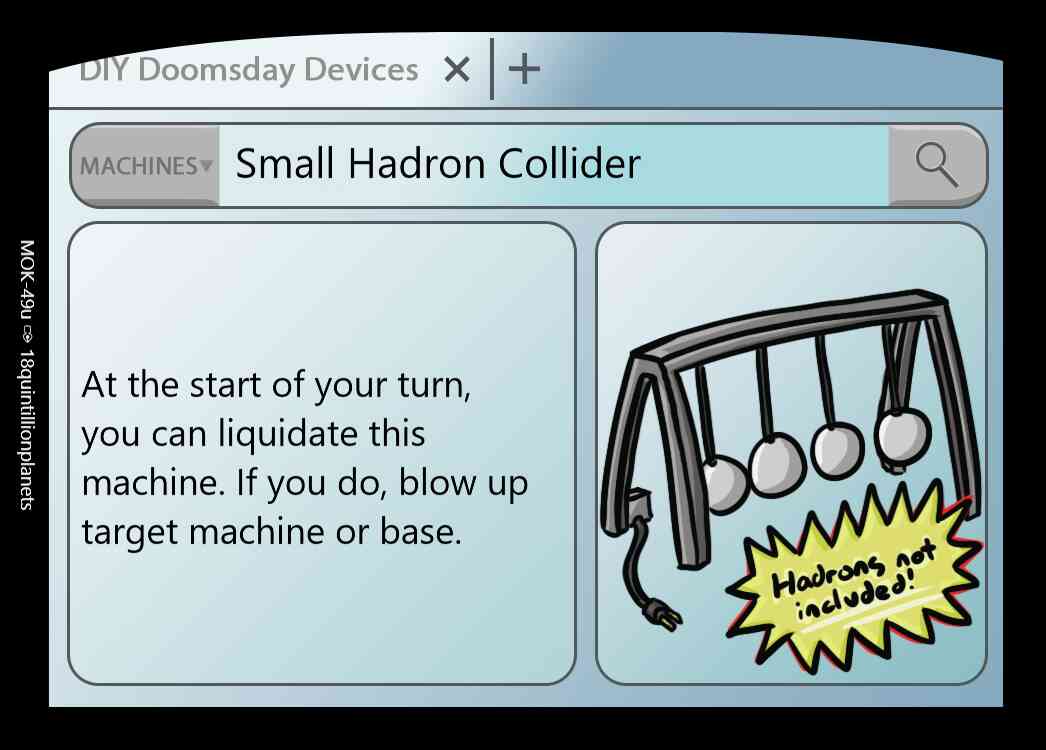 DIY Doomsday Devices
MACHINES
Small Hadron Collider
At the start of your turn,
you can liquidate this
machine. If you do, blow up
target machine or base.
Hadrons not
included!
MOK-49u ✑ 18quintillionplanets